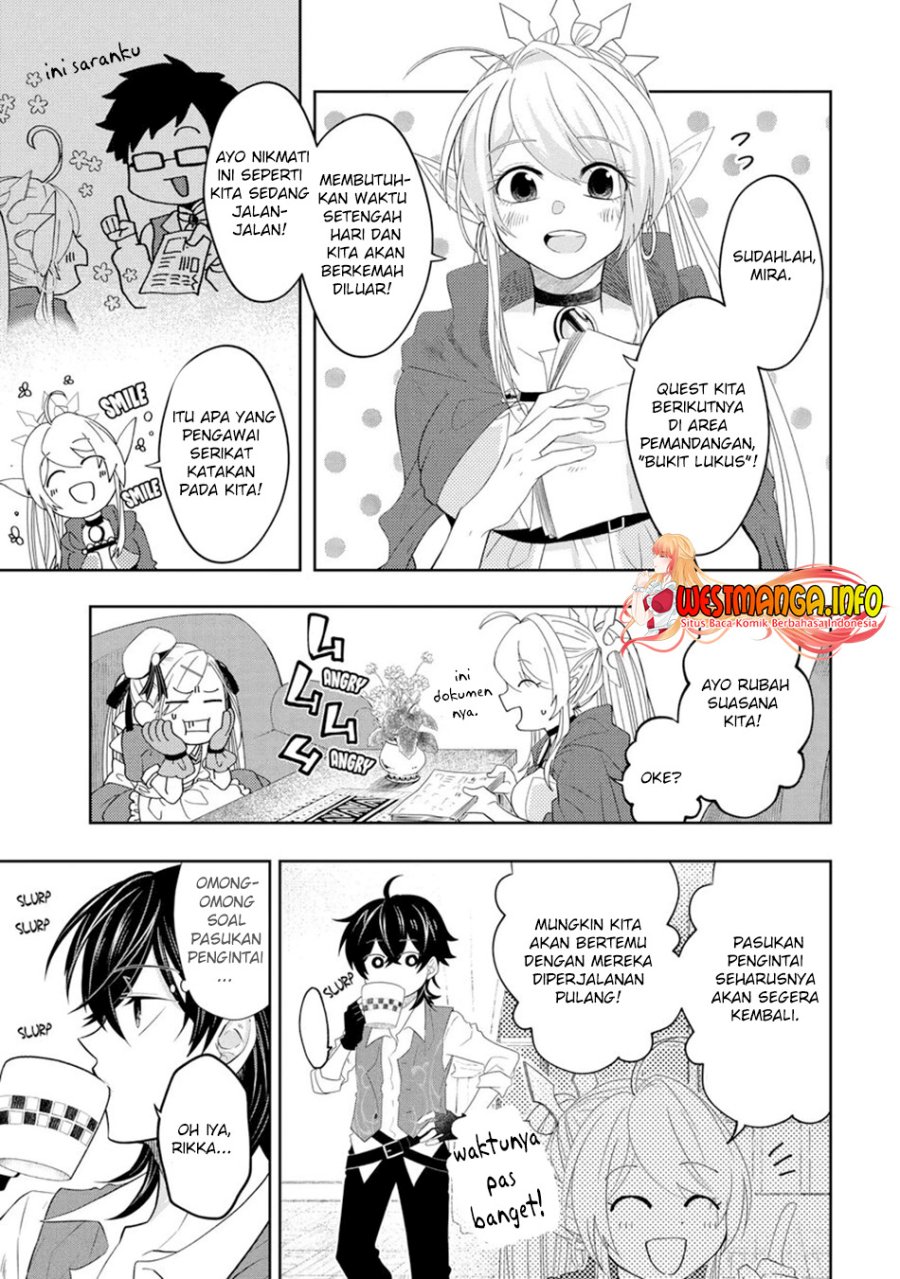 SUDAHLAH,
MIRA.
QUEST KITA
BERIKUTNYA
DI AREA
PEMANDANGAN,
"BUKIT LUKUS"!
MEMBUTUH-
KAN WAKTU
SETENGAH
HARI DAN
KITA AKAN
BERKEMAH
DILUAR!
AYO NIKMATI
INI SEPERTI
KITA SEDANG
JALAN-
JALAN!
ini saranku
ITU APA YANG
PENGAWAI
SERIKAT
KATAKAN
PADA KITA!
SMILE
SMILE
WESTMANGA.INFO
Situs Baca Komik Berbahasa Indonesia
AYO RUBAH
SUASANA
KITA!
OKE?
ini
dokumen
nya.
ム
ム
ム
ム
ANGRY
ANGRY
PASUKAN
PENGINTAI
SEHARUSNYA
AKAN SEGERA
KEMBALI.
MUNGKIN KITA
AKAN BERTEMU
DENGAN MEREKA
DIPERJALANAN
PULANG!
SLURP
waktunya
pas
banget!
OMONG-
OMONG
SOAL
PASUKAN
PENGINTAI
...
SLURP
SLURP
SLURP
OH IYA,
RIKKA...